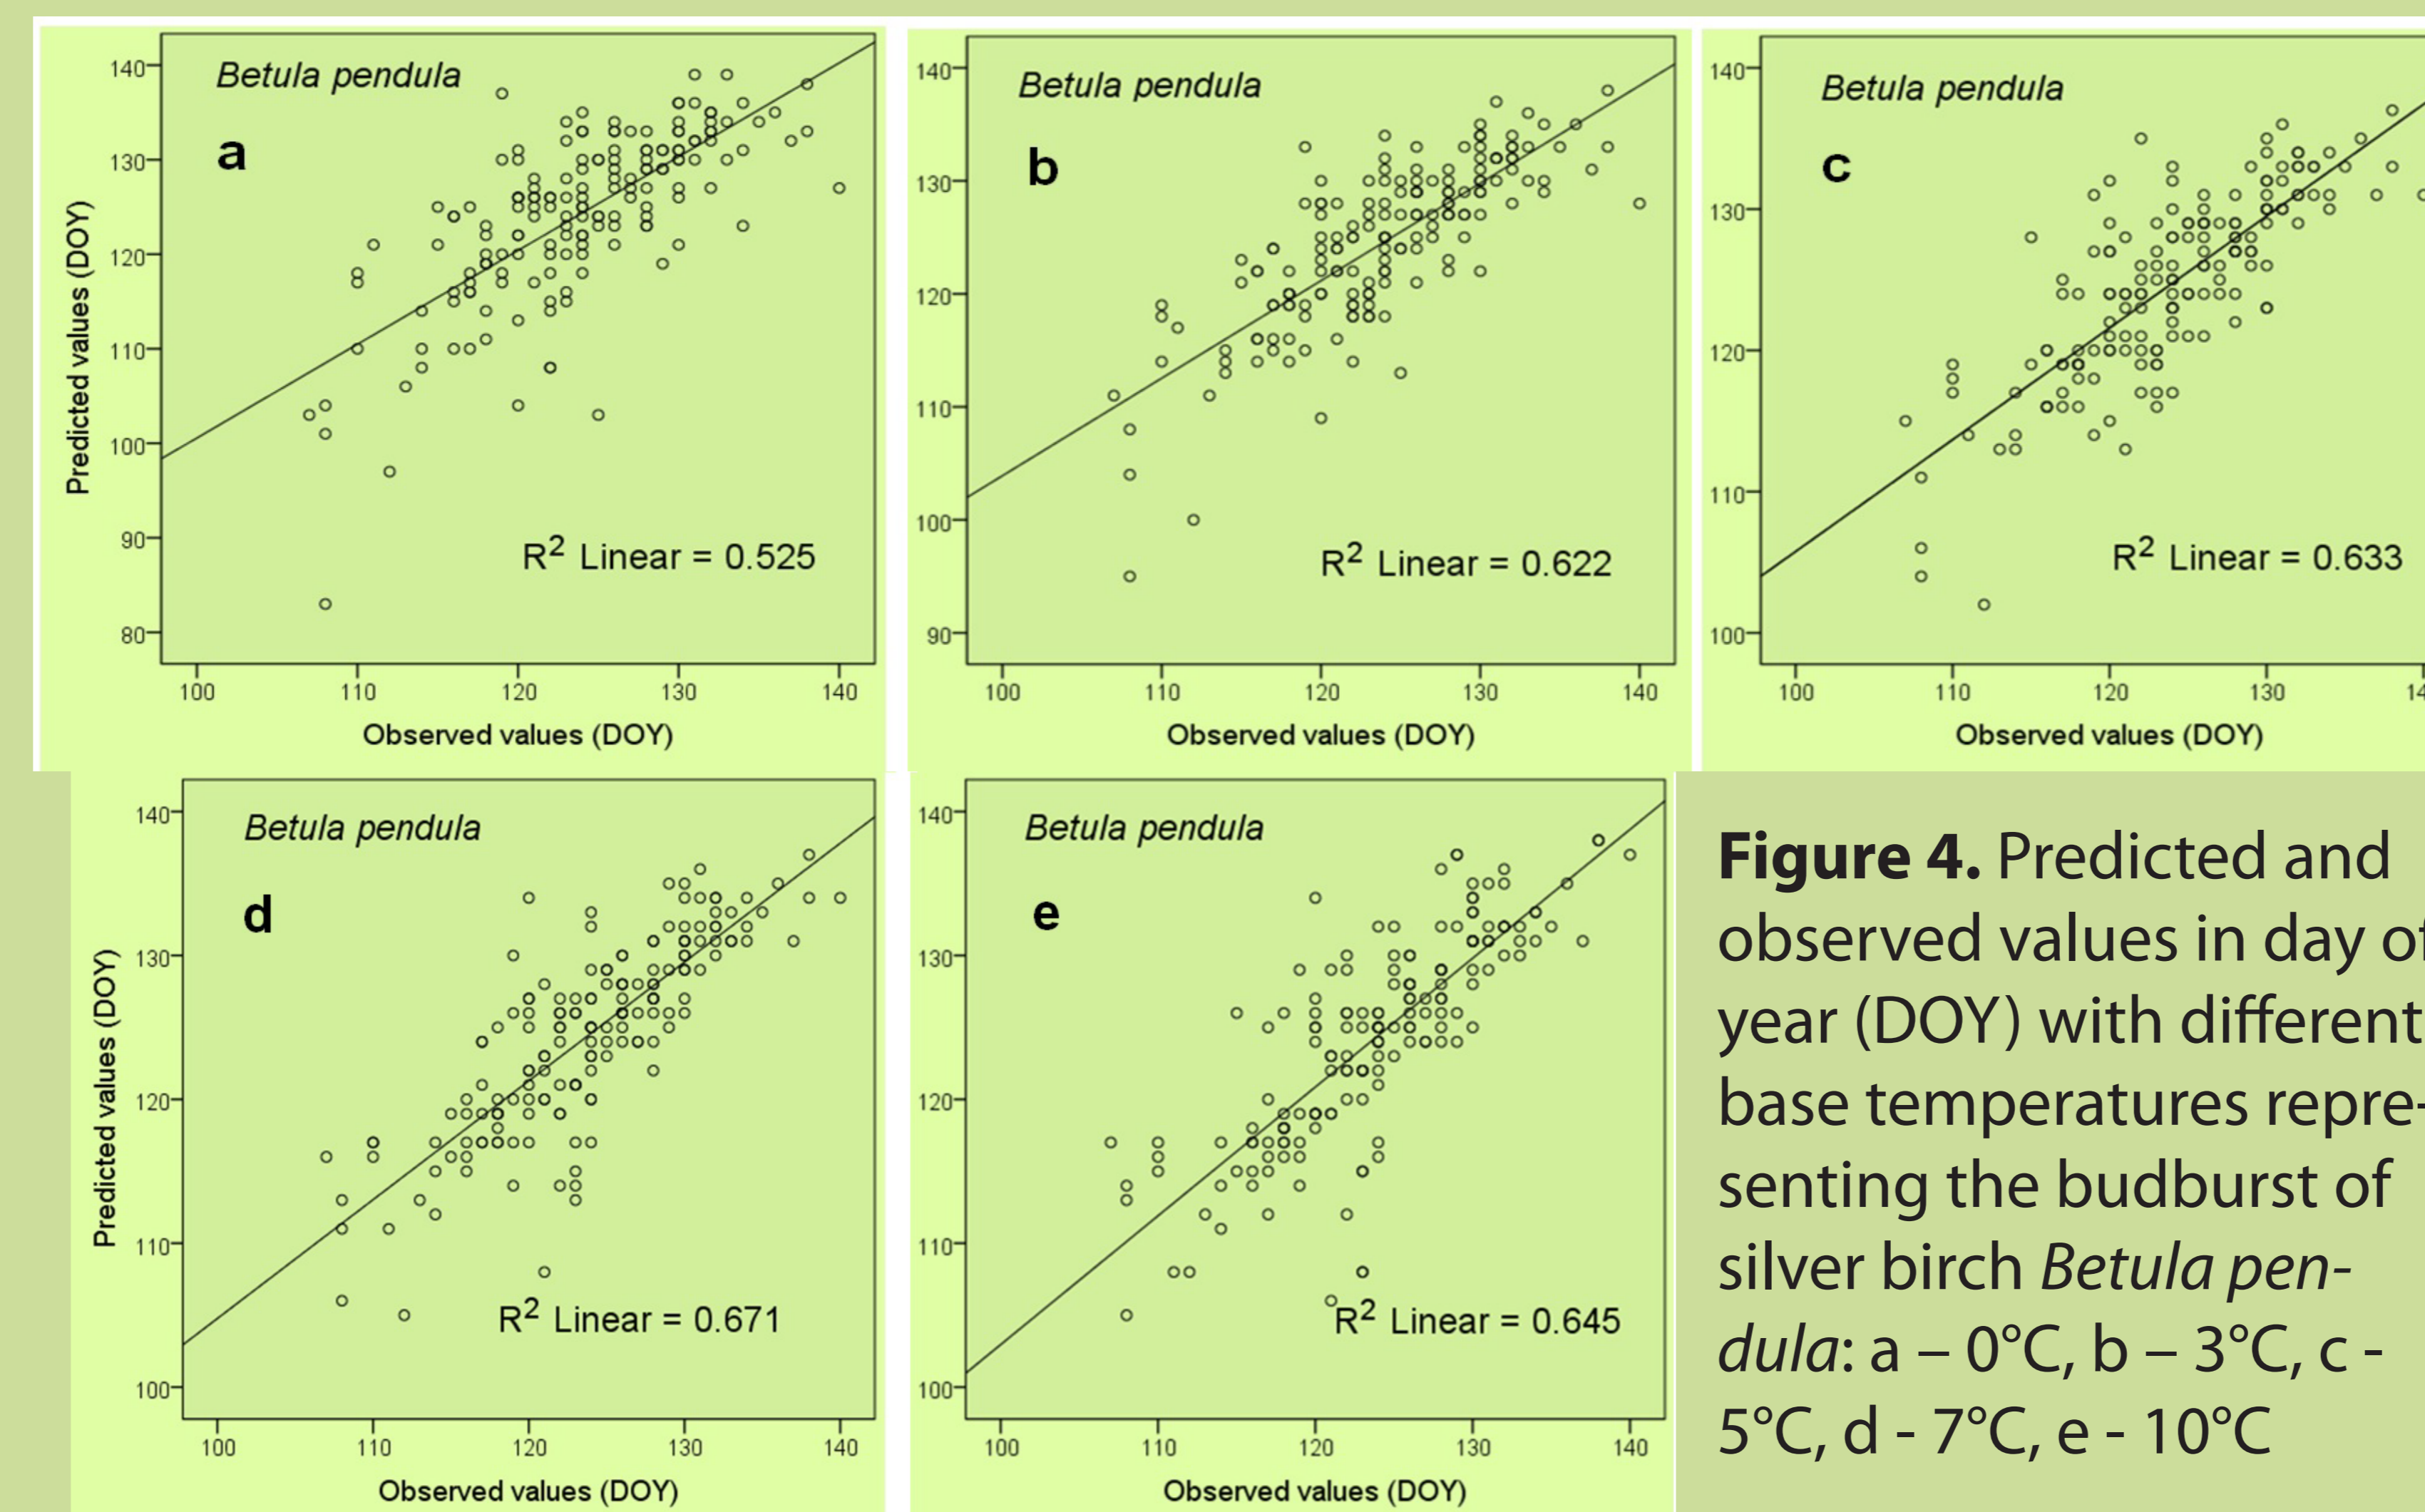 Betula pendula
a
140
130
120
110
100
90
80
Predicted values (DOY)
R² Linear = 0.525
100 110 120 130 140
Observed values (DOY)
Betula pendula
b
140
130
120
110
100
90
R² Linear = 0.622
100 110 120 130 140
Observed values (DOY)
Betula pendula
c
140
130
120
110
100
R² Linear = 0.633
100 110 120 130 14
Observed values (DOY)
Betula pendula
d
140
130
120
110
100
Predicted values (DOY)
R² Linear = 0.671
100 110 120 130 140
Observed values (DOY)
Betula pendula
e
140
130
120
110
100
R² Linear = 0.645
100 110 120 130 140
Observed values (DOY)
Figure 4. Predicted and
observed values in day of
year (DOY) with different
base temperatures repre-
senting the budburst of
silver birch Betula pen-
dula: a – 0°C, b – 3°C, c -
5°C, d - 7°C, e - 10°C